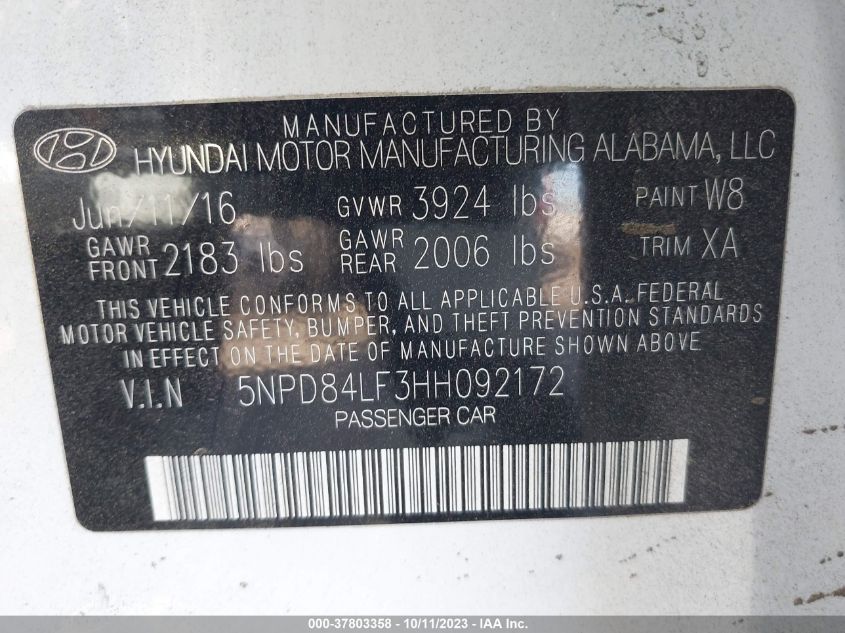 MANUFACTURED BY
HYUNDAI MOTOR MANUFACTURING ALABAMA, LLC
Jun/11/16 GVWR 3924 lbs PAINT W8
GAWR FRONT 2183 lbs GAWR REAR 2006 lbs TRIM XA
THIS VEHICLE CONFORMS TO ALL APPLICABLE U.S.A. FEDERAL
MOTOR VEHICLE SAFETY, BUMPER, AND THEFT PREVENTION STANDARDS
IN EFFECT ON THE DATE OF MANUFACTURE SHOWN ABOVE
V.I.N 5NPD84LF3HH092172
PASSENGER CAR
000-37803358 - 10/11/2023 - www.iaai.com